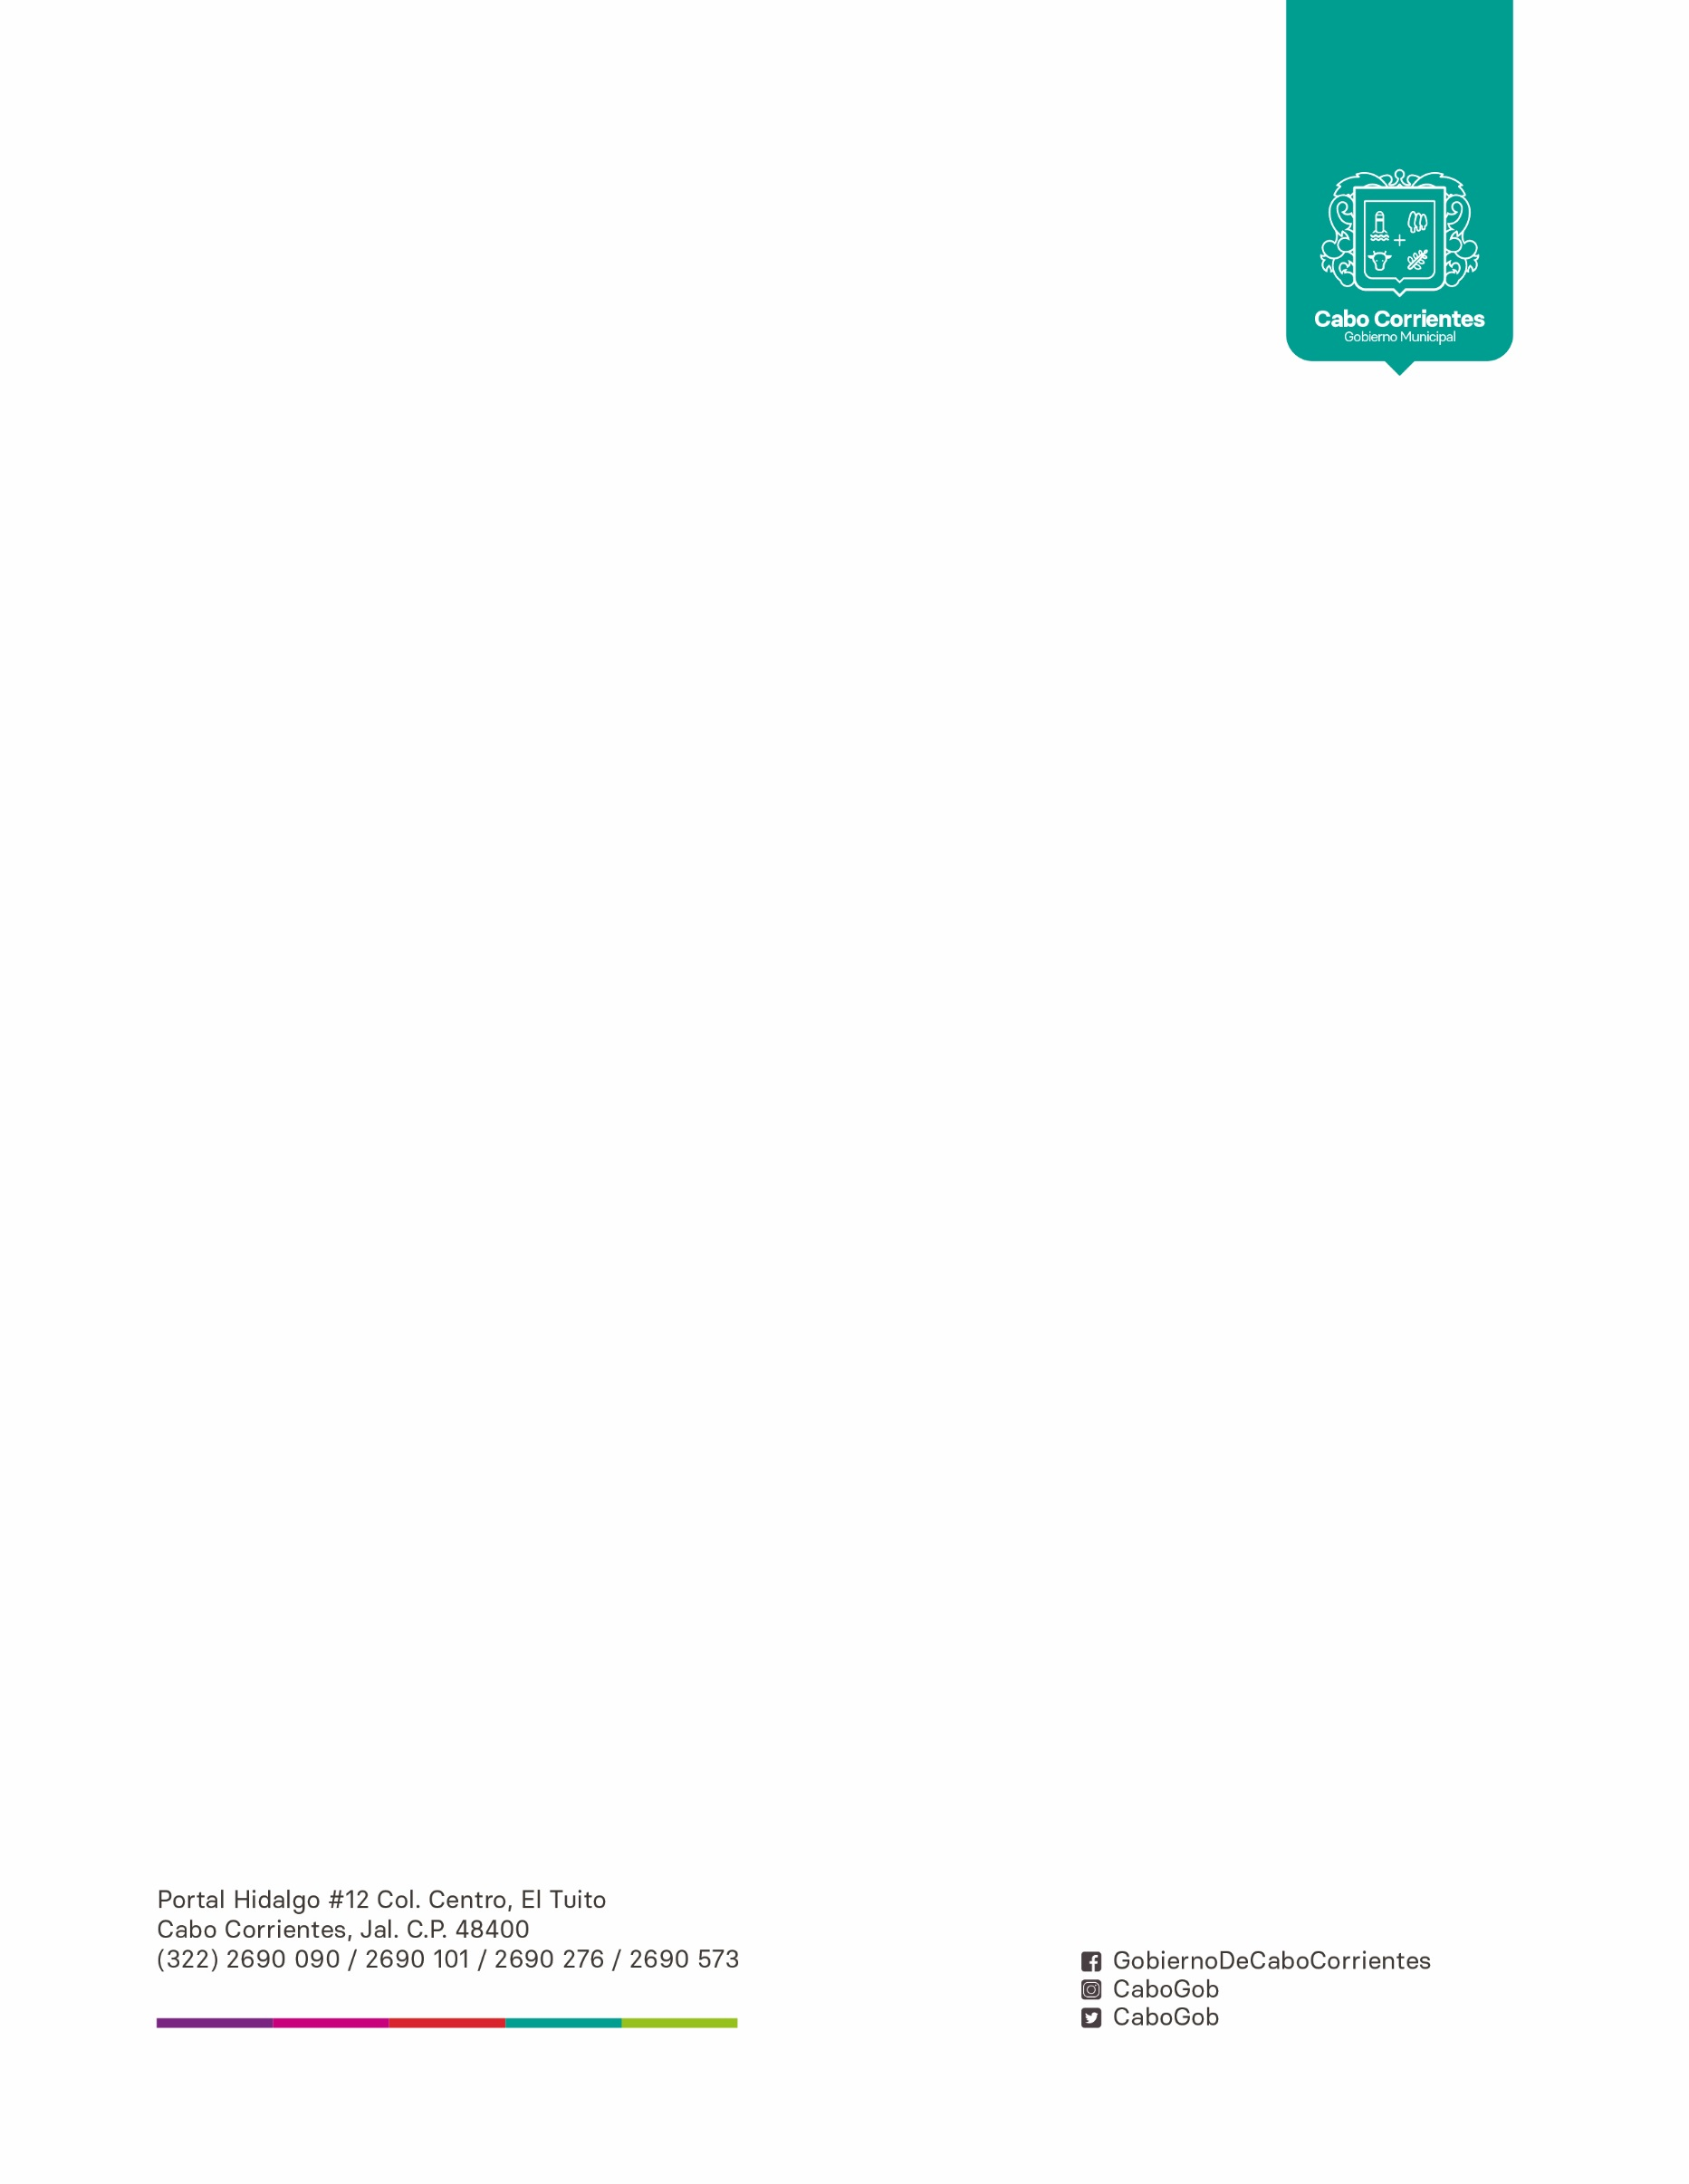 Cabo Corrientes
Gobierno Municipal
Portal Hidalgo #12 Col. Centro, El Tuito
Cabo Corrientes, Jal. C.P. 48400
(322) 2690 090 / 2690 101 / 2690 276 / 2690 573
GobiernoDeCaboCorrientes
CaboGob
CaboGob